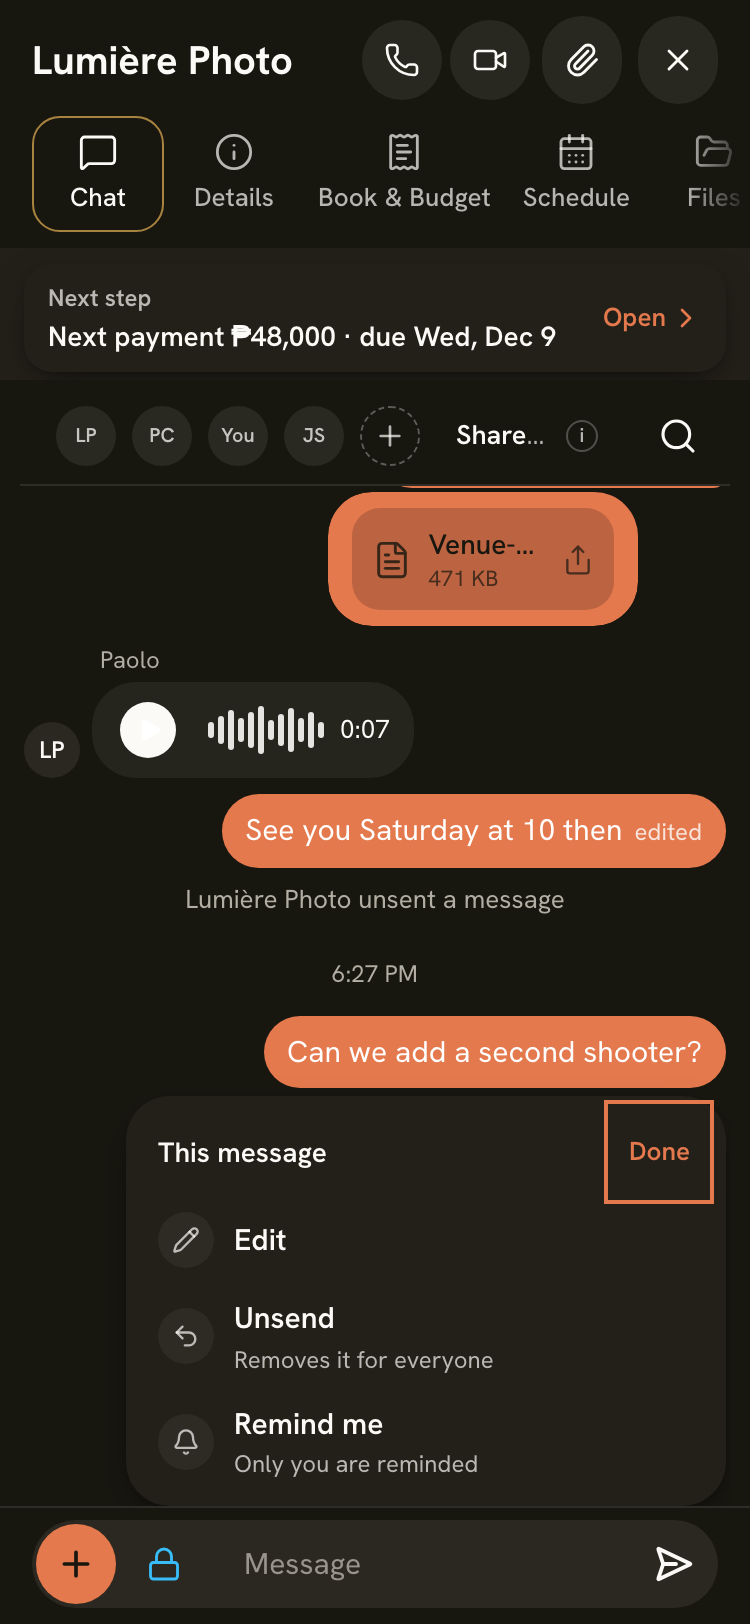 Lumière Photo
Chat
Details
Book & Budget
Schedule
Files
Next step
Next payment ₱48,000 · due Wed, Dec 9
Open
LP
PC
You
JS
Share...
Venue-...
471 KB
Paolo
LP
0:07
See you Saturday at 10 then edited
Lumière Photo unsent a message
6:27 PM
Can we add a second shooter?
This message
Done
Edit
Unsend
Removes it for everyone
Remind me
Only you are reminded
Message